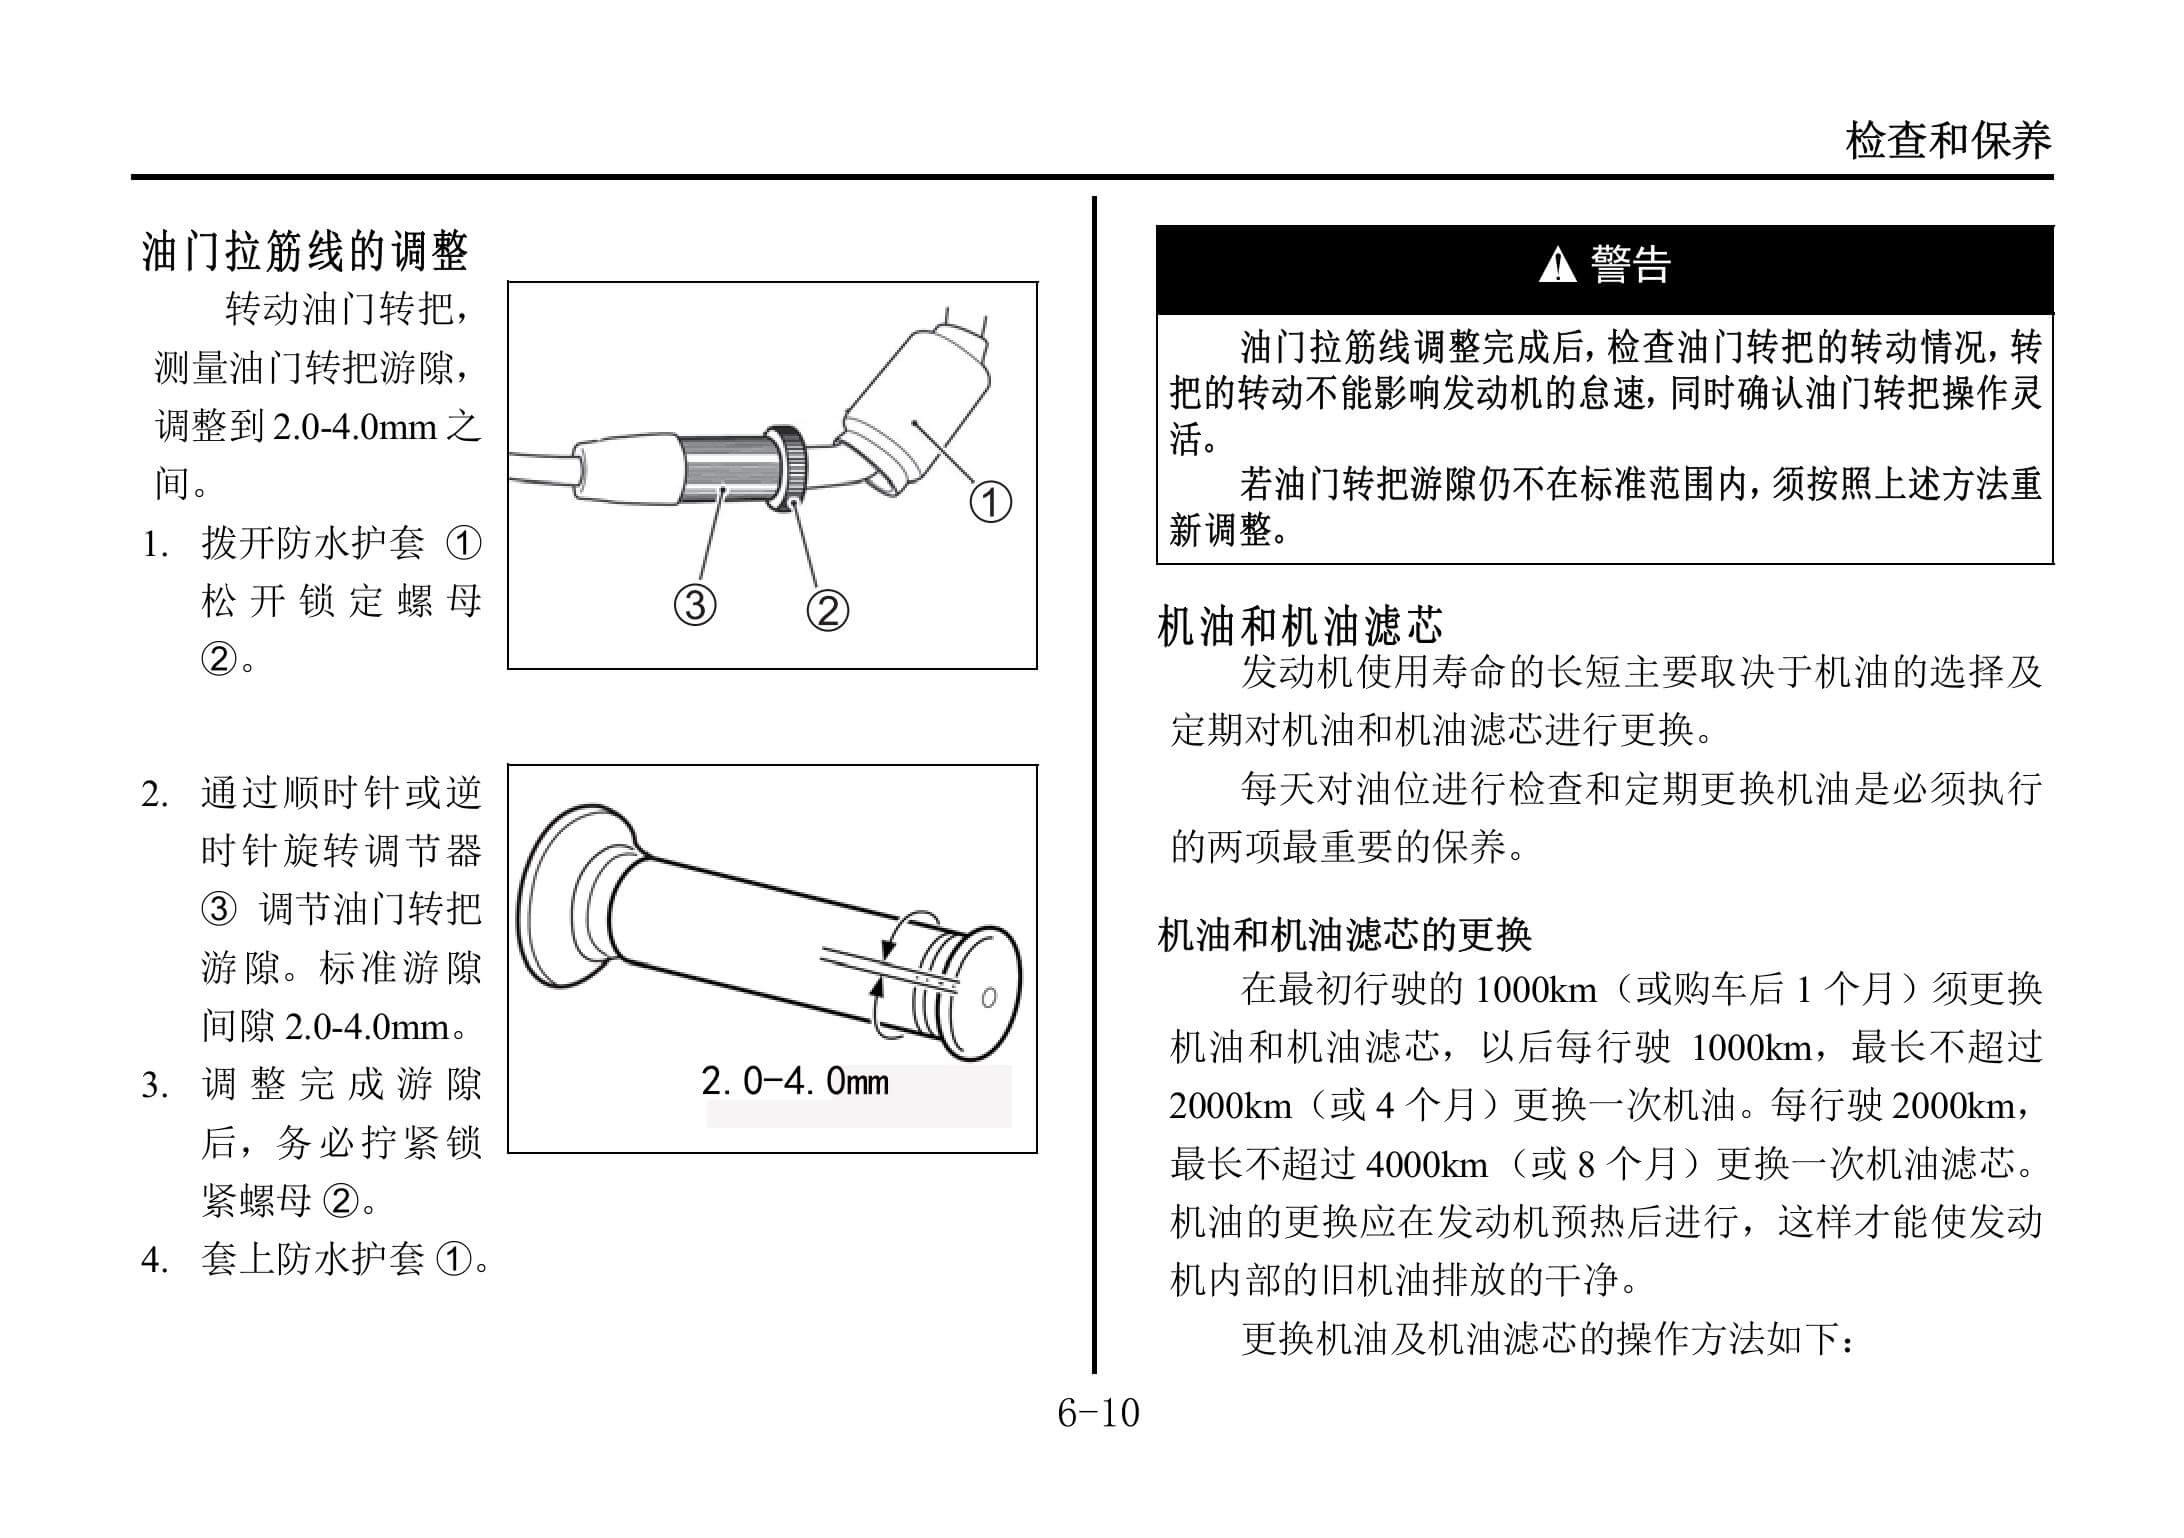 检查和保养
油门拉筋线的调整
转动油门转把，
测量油门转把游隙，
调整到 2.0-4.0mm 之
间。
1. 拨开防水护套 ①
松开锁定螺母
②。
①
③
②
2. 通过顺时针或逆
时针旋转调节器
③ 调节油门转把
游隙。标准游隙
间隙 2.0-4.0mm。
3. 调整完成游隙
后，务必拧紧锁
紧螺母 ②。
4. 套上防水护套 ①。
2.0-4.0mm
警告
油门拉筋线调整完成后，检查油门转把的转动情况，转
把的转动不能影响发动机的怠速，同时确认油门转把操作灵
活。
若油门转把游隙仍不在标准范围内，须按照上述方法重
新调整。
机油和机油滤芯
发动机使用寿命的长短主要取决于机油的选择及
定期对机油和机油滤芯进行更换。
每天对油位进行检查和定期更换机油是必须执行
的两项最重要的保养。
机油和机油滤芯的更换
在最初行驶的 1000km（或购车后 1 个月）须更换
机油和机油滤芯，以后每行驶 1000km，最长不超过
2000km（或 4 个月）更换一次机油。每行驶 2000km，
最长不超过 4000km（或 8 个月）更换一次机油滤芯。
机油的更换应在发动机预热后进行，这样才能使发动
机内部的旧机油排放的干净。
更换机油及机油滤芯的操作方法如下：
6-10